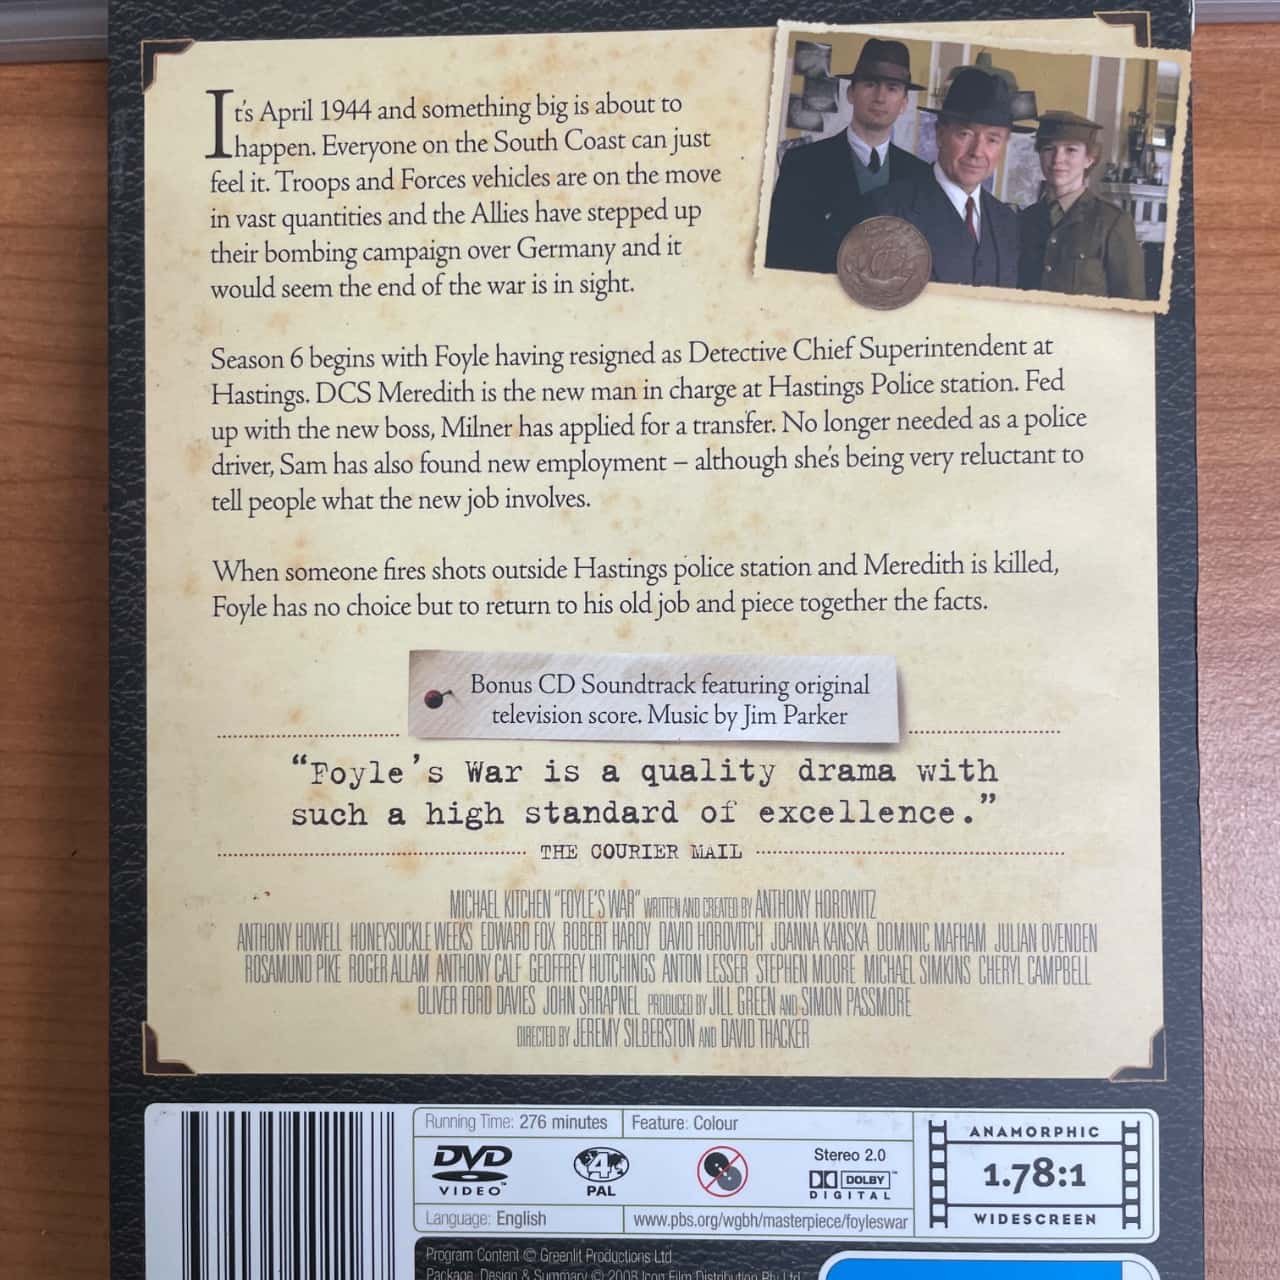 It's April 1944 and something big is about to
happen. Everyone on the South Coast can just
feel it. Troops and Forces vehicles are on the move
in vast quantities and the Allies have stepped up
their bombing campaign over Germany and it
would seem the end of the war is in sight.
Season 6 begins with Foyle having resigned as Detective Chief Superintendent at
Hastings. DCS Meredith is the new man in charge at Hastings Police station. Fed
up with the new boss, Milner has applied for a transfer. No longer needed as a police
driver, Sam has also found new employment – although she's being very reluctant to
tell people what the new job involves.
When someone fires shots outside Hastings police station and Meredith is killed,
Foyle has no choice but to return to his old job and piece together the facts.
Bonus CD Soundtrack featuring original
television score. Music by Jim Parker
“Foyle's War is a quality drama with
such a high standard of excellence.”
THE COURIER MAIL
MICHAEL KITCHEN "FOYLE'S WAR" WRITTEN AND CREATED BY ANTHONY HOROWITZ
ANTHONY HOWELL HONEYSUCKLE WEEKS EDWARD FOX ROBERT HARDY DAVID HOROVITCH JOANNA KANSKA DOMINIC MAFHAM JULIAN OVENDEN
ROSAMUND PIKE ROGER ALLAM ANTHONY CALF GEOFFREY HUTCHINGS ANTON LESSER STEPHEN MOORE MICHAEL SIMKINS CHERYL CAMPBELL
OLIVER FORD DAVIES JOHN SHRAPNEL PRODUCED BY JILL GREEN AND SIMON PASSMORE
DIRECTED BY JEREMY SILBERSTON AND DAVID THACKER
Running Time: 276 minutes Feature: Colour
DVD VIDEO™
4 PAL
Stereo 2.0
DOLBY™
DIGITAL
ANAMORPHIC
1.78:1
WIDESCREEN
Language: English www.pbs.org/wgbh/masterpiece/foyleswar
Program Content © Greenlit Productions Ltd
Package, Design & Summary © 2008 Icon Film Distribution Pty Ltd